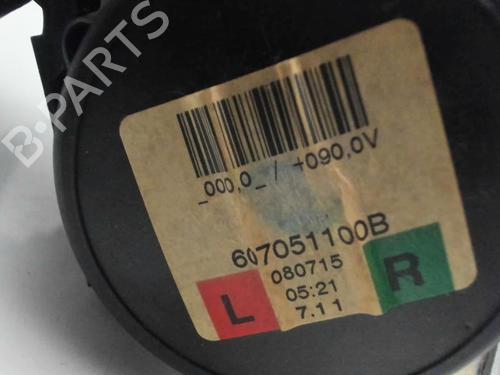 B-PARTS
_000,0_/+090,0V
607051100B
080715
05:21
7.11
L
R